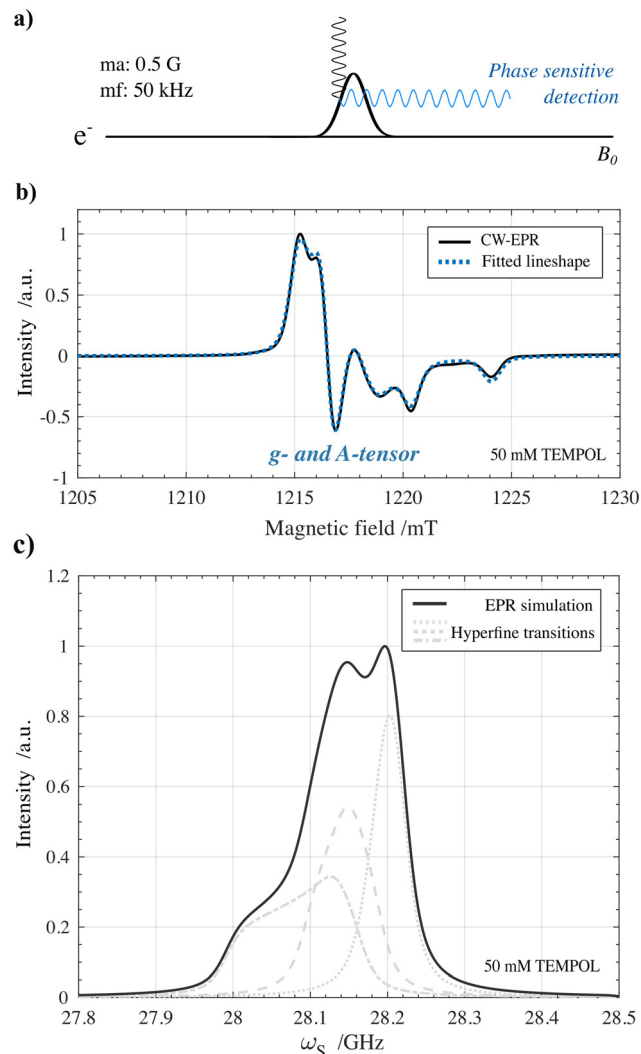 a)
ma: 0.5 G
mf: 50 kHz
Phase sensitive
detection
e-
B0
b)
CW-EPR
Fitted lineshape
1
0.5
0
-0.5
-1
Intensity /a.u.
g- and A-tensor
50 mM TEMPOL
1205 1210 1215 1220 1225 1230
Magnetic field /mT
c)
EPR simulation
Hyperfine transitions
1.2
1
0.8
0.6
0.4
0.2
0
Intensity /a.u.
50 mM TEMPOL
27.8 27.9 28 28.1 28.2 28.3 28.4 28.5
ωS /GHz